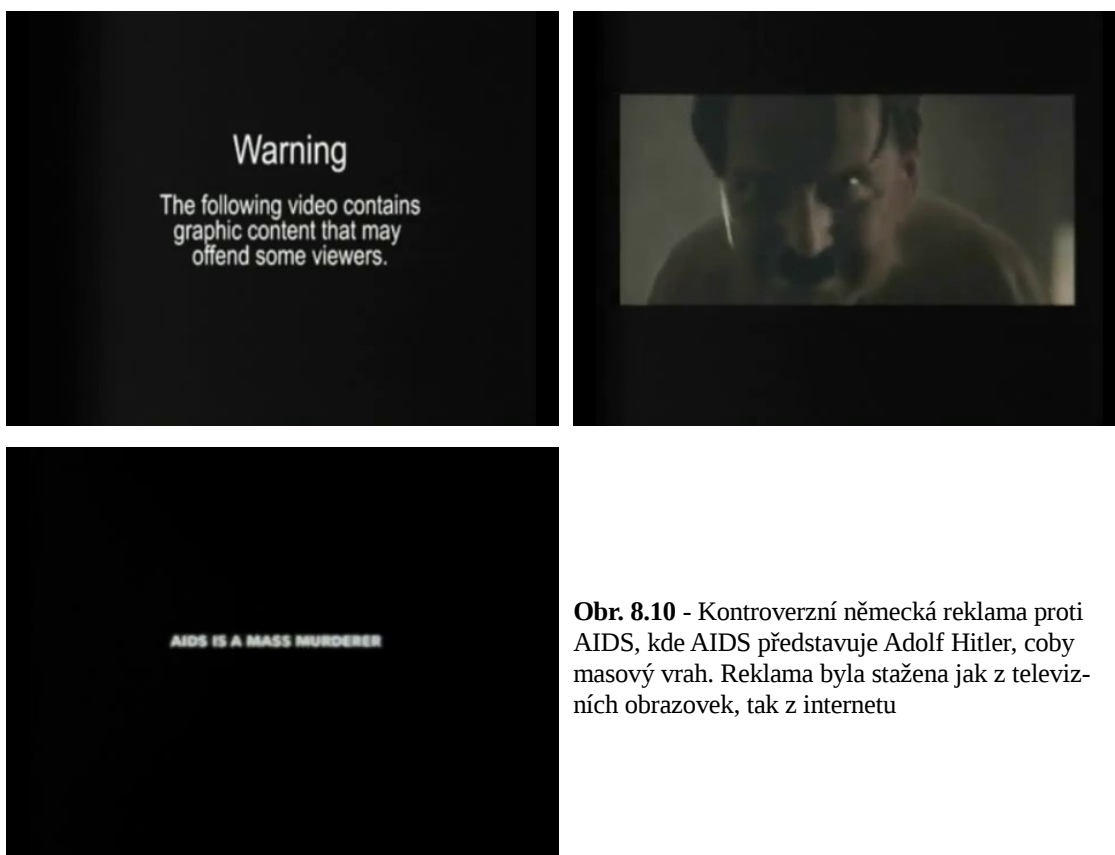 Warning
The following video contains
graphic content that may
offend some viewers.
AIDS IS A MASS MURDERER
Obr. 8.10 - Kontroverzní německá reklama proti
AIDS, kde AIDS představuje Adolf Hitler, coby
masový vrah. Reklama byla stažena jak z televiz-
ních obrazovek, tak z internetu